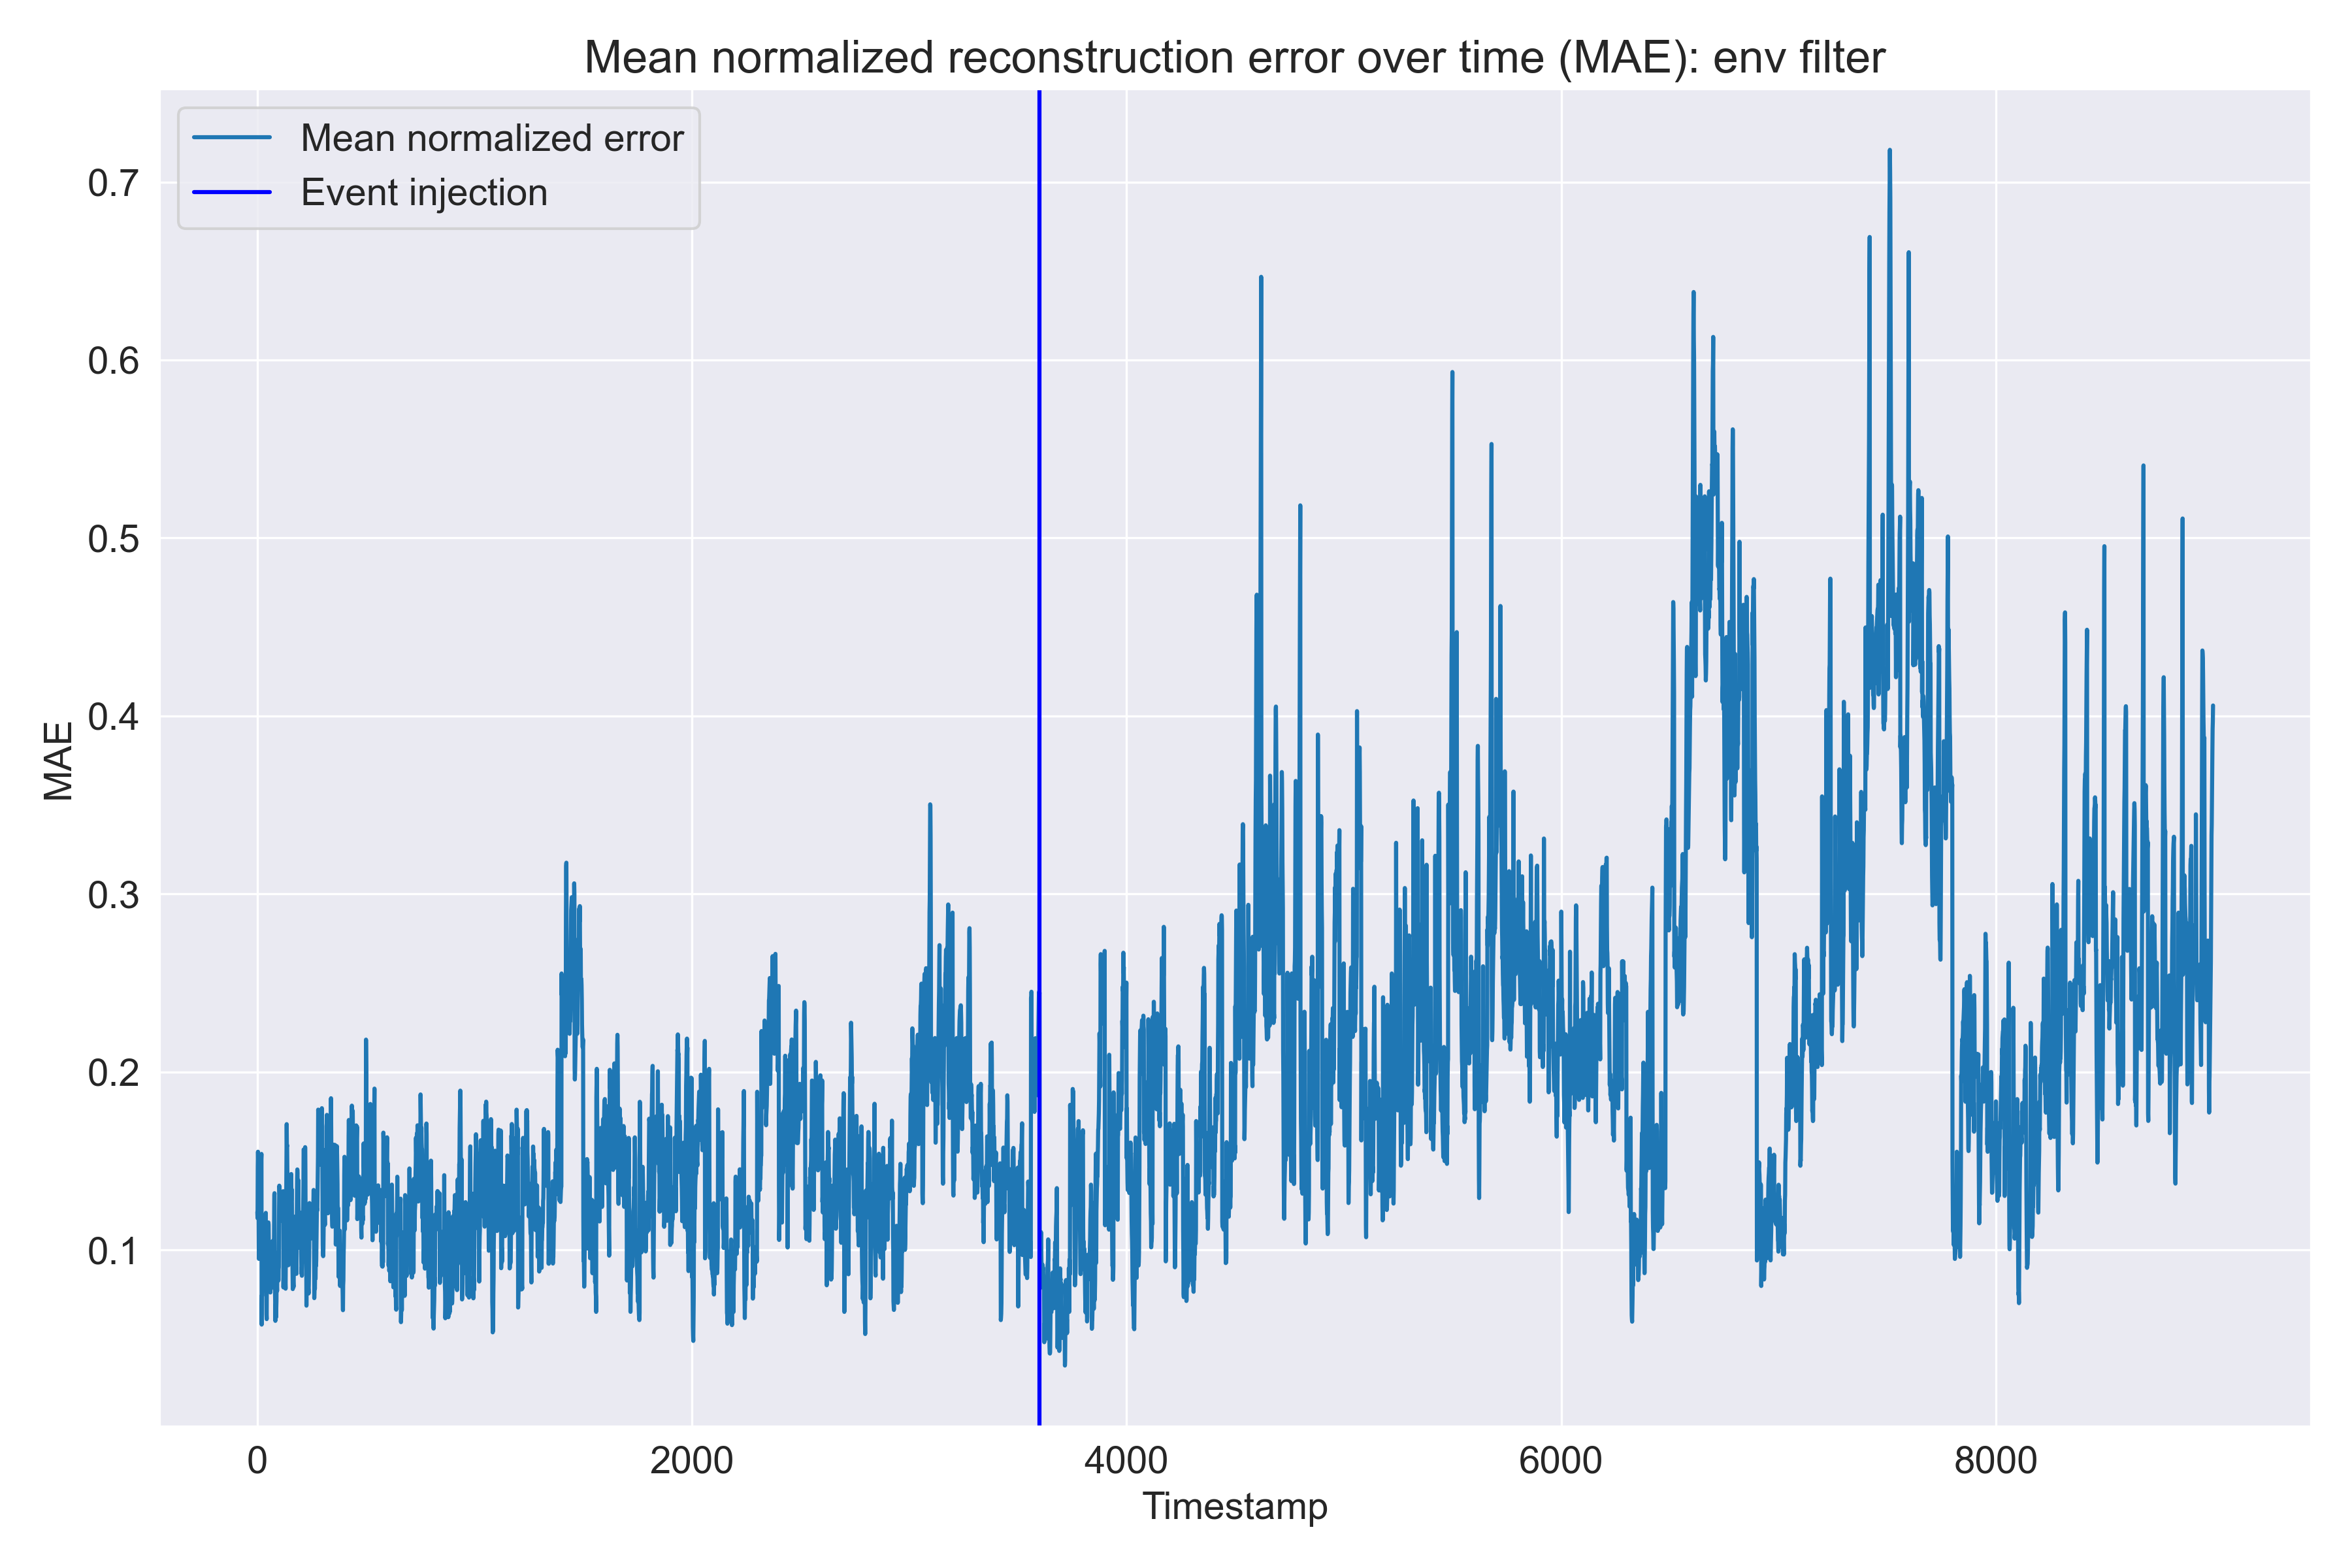 Mean normalized reconstruction error over time (MAE): env filter
Mean normalized error
Event injection
0.7
0.6
0.5
0.4
0.3
0.2
0.1
MAE
0 2000 4000 6000 8000
Timestamp